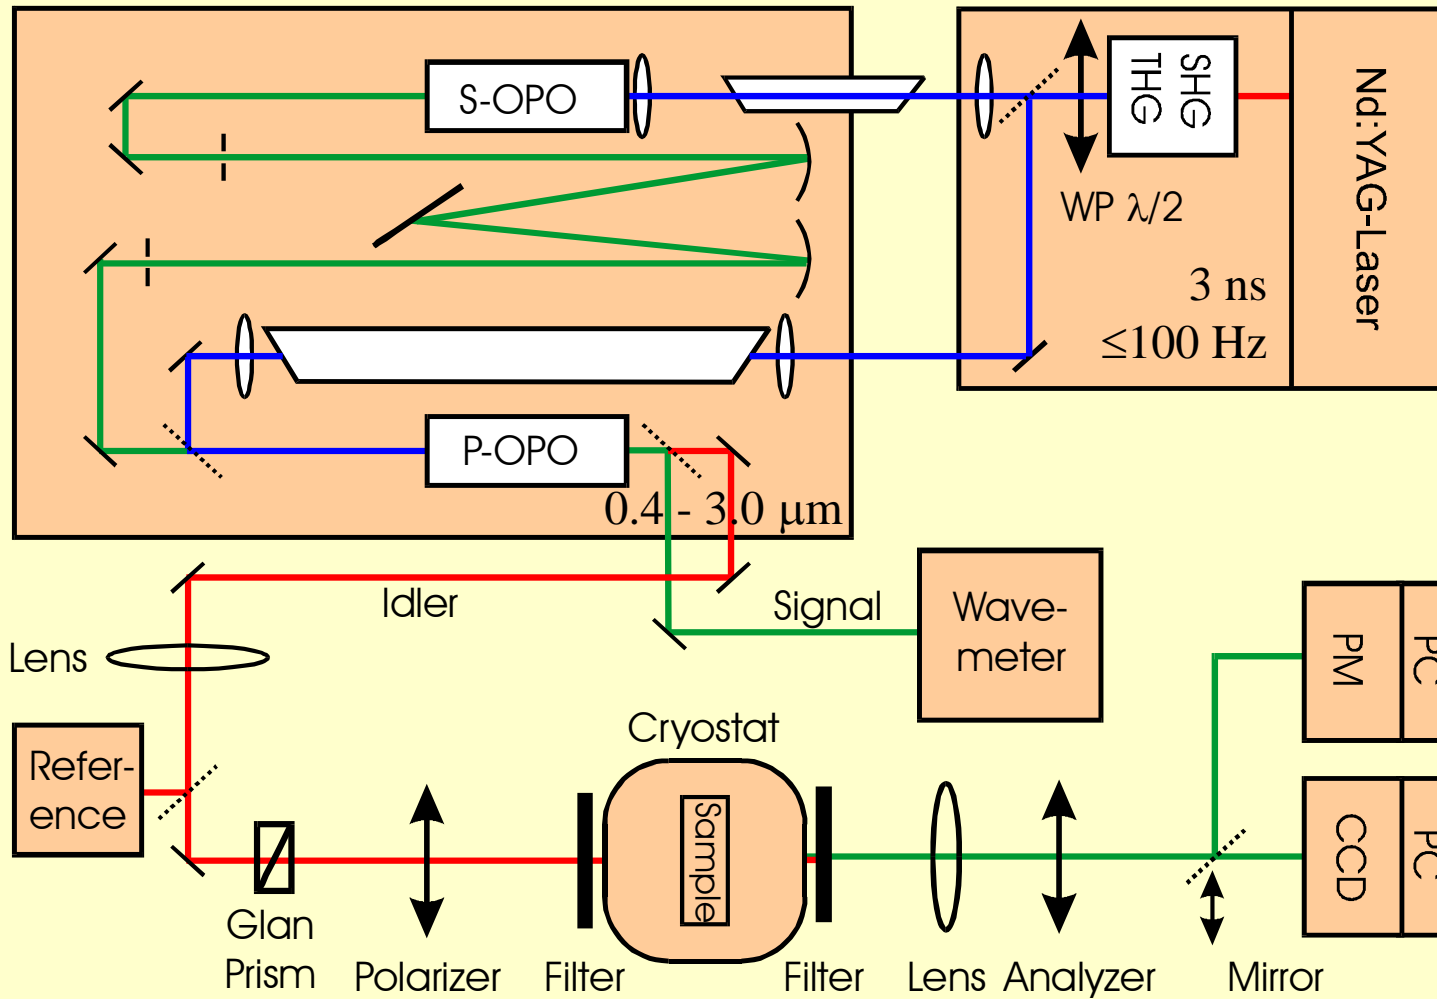 S-OPO
SHG
THG
Nd:YAG-Laser
WP λ/2
3 ns
≤100 Hz
P-OPO
0.4 - 3.0 μm
Idler
Signal
Wave-
meter
Lens
PM
PC
Cryostat
Refer-
ence
Sample
CCD
PC
Glan
Prism
Polarizer
Filter
Filter
Lens
Analyzer
Mirror